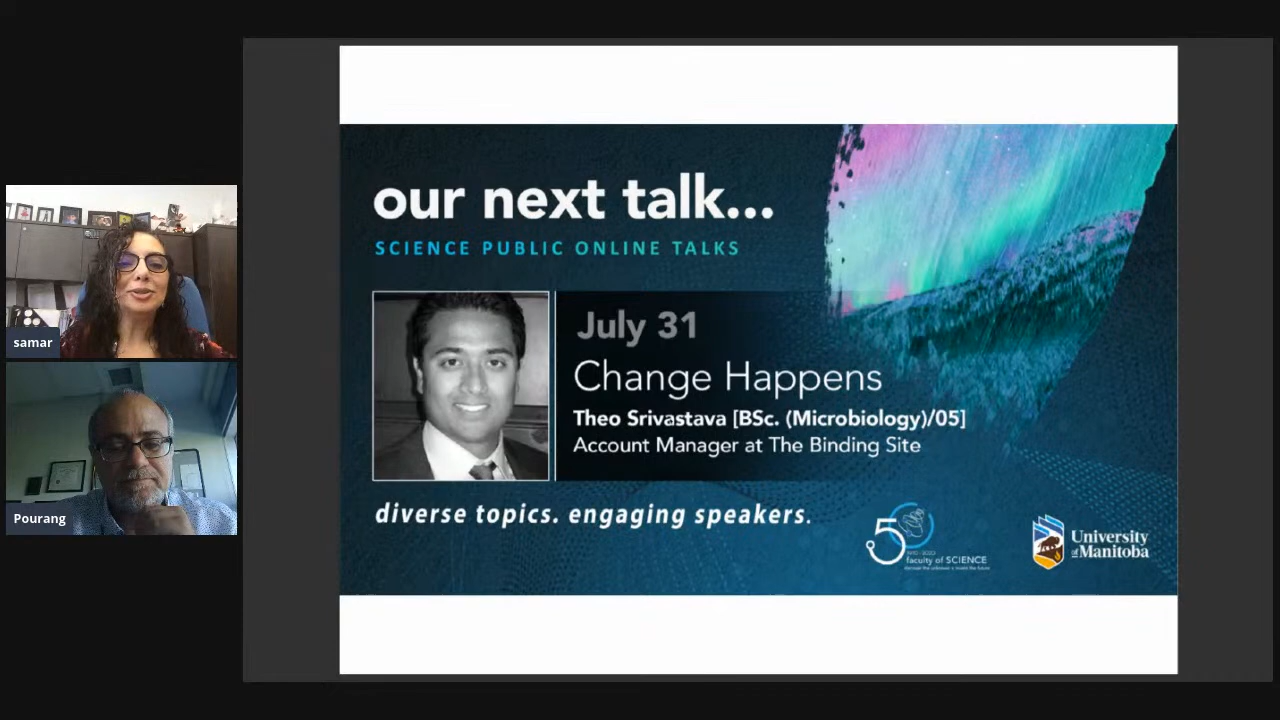 samar
Pourang
our next talk...
SCIENCE PUBLIC ONLINE TALKS
July 31
Change Happens
Theo Srivastava [BSc. (Microbiology)/05]
Account Manager at The Binding Site
diverse topics. engaging speakers.
5
faculty of SCIENCE
University
of Manitoba